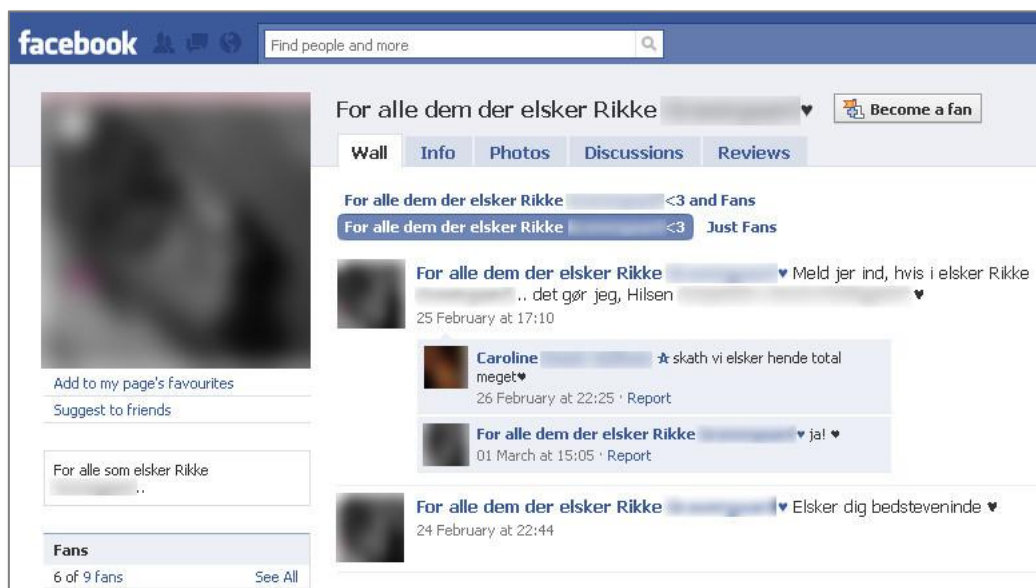 facebook
Find people and more
For alle dem der elsker Rikke ♥
Become a fan
Wall Info Photos Discussions Reviews
For alle dem der elsker Rikke <3 and Fans
For alle dem der elsker Rikke <3 Just Fans
For alle dem der elsker Rikke ♥ Meld jer ind, hvis i elsker Rikke
.. det gør jeg, Hilsen ♥
25 February at 17:10
Caroline skath vi elsker hende total
meget♥
26 February at 22:25 · Report
For alle dem der elsker Rikke ♥ ja! ♥
01 March at 15:05 · Report
For alle dem der elsker Rikke ♥ Elsker dig bedsteveninde ♥
24 February at 22:44
Add to my page's favourites
Suggest to friends
For alle som elsker Rikke
..
Fans
6 of 9 fans See All